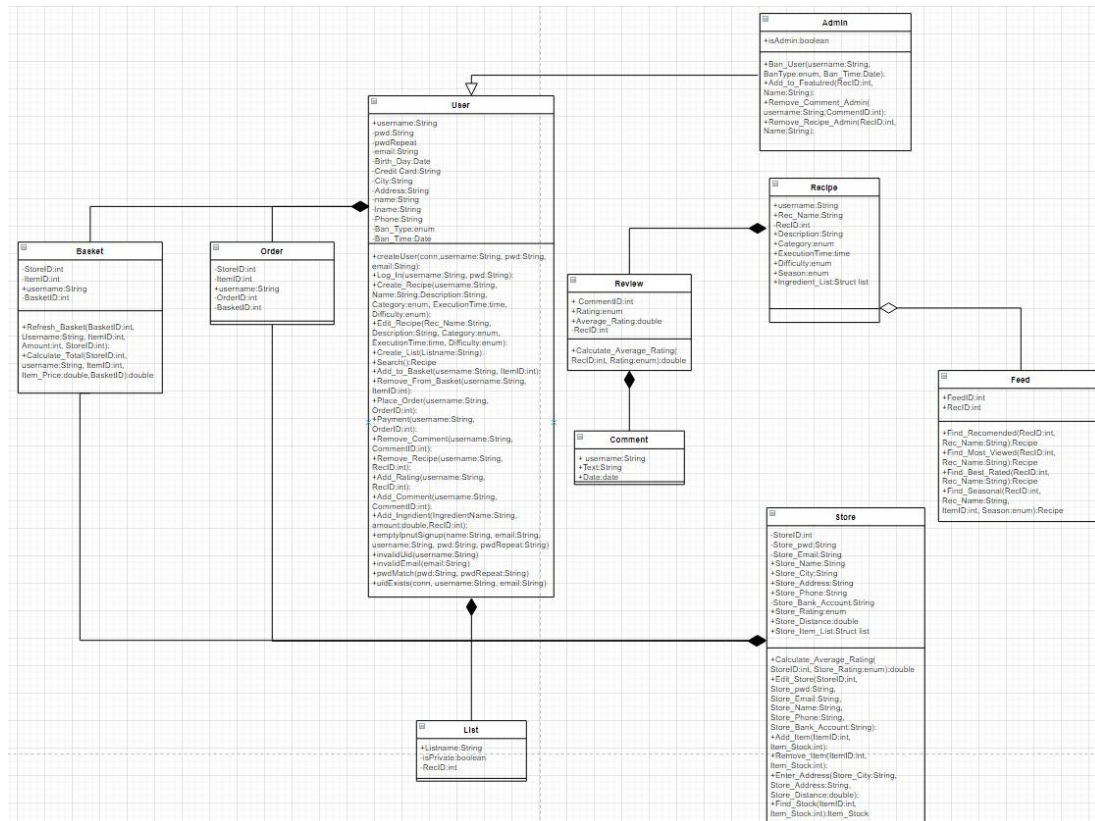 Admin
+isAdmin:boolean
+Ban_User(username:String,
BanType:enum, Ban_Time:Date):
+Add_to_Featutred(RecID:int,
Name:String):
+Remove_Comment_Admin(
username:String,CommentID:int):
+Remove_Recipe_Admin(RecID:int,
Name:String):
User
+username:String
-pwd:String
-pwdRepeat
-email:String
-Birth_Day:Date
-Credit Card:String
-City:String
-Address:String
-name:String
-lname:String
-Phone:String
-Ban_Type:enum
-Ban_Time:Date
+createUser(conn,username:String, pwd:String,
email:String):
+Log_In(username:String, pwd:String):
+Create_Recipe(username:String,
Name:String,Description:String,
Category:enum, ExecutionTime:time,
Difficulty:enum):
+Edit_Recipe(Rec_Name:String,
Description:String, Category:enum,
ExecutionTime:time, Difficulty:enum):
+Create_List(Listname:String):
+Search():Recipe
+Add_to_Basket(username:String, ItemID:int):
+Remove_From_Basket(username:String,
ItemID:int):
+Place_Order(username:String,
OrderID:int):
+Payment(username:String,
OrderID:int):
+Remove_Comment(username:String,
CommentID:int):
+Remove_Recipe(username:String,
RecID:int):
+Add_Rating(username:String,
RecID:int):
+Add_Comment(username:String,
CommentID:int):
+Add_Ingridient(IngredientName:String,
amount:double,RecID:int):
+emptyIpnutSignup(name:String, email:String,
username:String, pwd:String, pwdRepeat:String)
+invalidUid(username:String)
+invalidEmail(email:String)
+pwdMatch(pwd:String, pwdRepeat:String)
+uidExists(conn, username:String, email:String)
Basket
-StoreID:int
-ItemID:int
+username:String
-BasketID:int
+Refresh_Basket(BasketID:int,
Username:String, ItemID:int,
Amount:int, StoreID:int):
+Calculate_Total(StoreID:int,
username:String, ItemID:int,
Item_Price:double,BasketID):double
Order
-StoreID:int
-ItemID:int
+username:String
-OrderID:int
-BasketID:int
Recipe
+username:String
+Rec_Name:String
-RecID:int
+Description:String
+Category:enum
+ExecutionTime:time
+Difficulty:enum
+Season:enum
+Ingredient_List:Struct list
Review
+ CommentID:int
+Rating:enum
+Average_Rating:double
-RecID:int
+Calcutate_Average_Rating(
RecID:int, Rating:enum):double
Comment
+ username:String
+Text:String
+Date:date
Feed
+FeedID:int
+RecID:int
+Find_Recomended(RecID:int,
Rec_Name:String):Recipe
+Find_Most_Viewed(RecID:int,
Rec_Name:String):Recipe
+Find_Best_Rated(RecID:int,
Rec_Name:String):Recipe
+Find_Seasonal(RecID:int,
Rec_Name:String,
ItemID:int, Season:enum):Recipe
Store
-StoreID:int
-Store_pwd:String
-Store_Email:String
+Store_Name:String
+Store_City:String
+Store_Address:String
+Store_Phone:String
-Store_Bank_Account:String
+Store_Rating:enum
+Store_Distance:double
+Store_Item_List:Struct list
+Calculate_Average_Rating(
StoreID:int, Store_Rating:enum):double
+Edit_Store(StoreID:int,
Store_pwd:String,
Store_Email:String,
Store_Name:String,
Store_Phone:String,
Store_Bank_Account:String):
+Add_Item(ItemID:int,
Item_Stock:int):
+Remove_Item(ItemID:int,
Item_Stock:int):
+Enter_Address(Store_City:String,
Store_Address:String,
Store_Distance:double):
+Find_Stock(ItemID:int,
Item_Stock:int):Item_Stock
List
+Listname:String
-isPrivate:boolean
-RecID:int